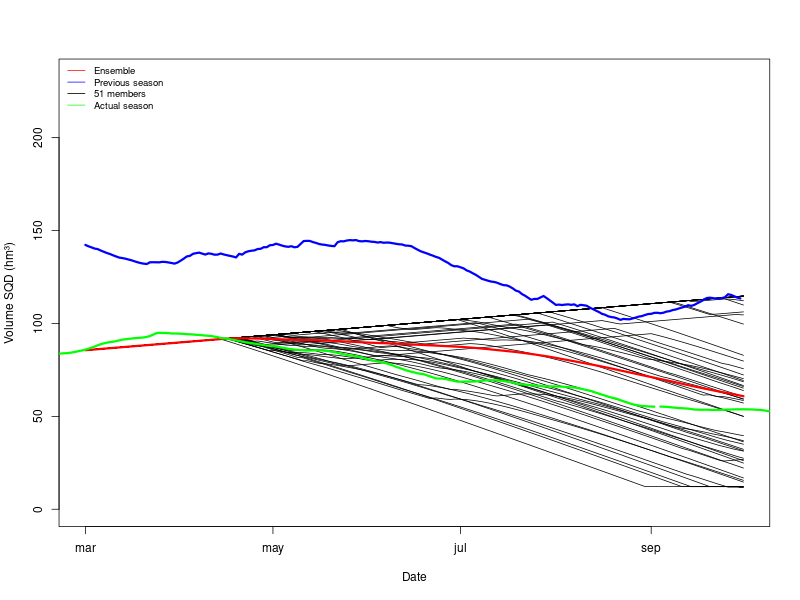 Ensemble
Previous season
51 members
Actual season
Volume SQD (hm³)
200
150
100
50
0
mar
may
jul
sep
Date